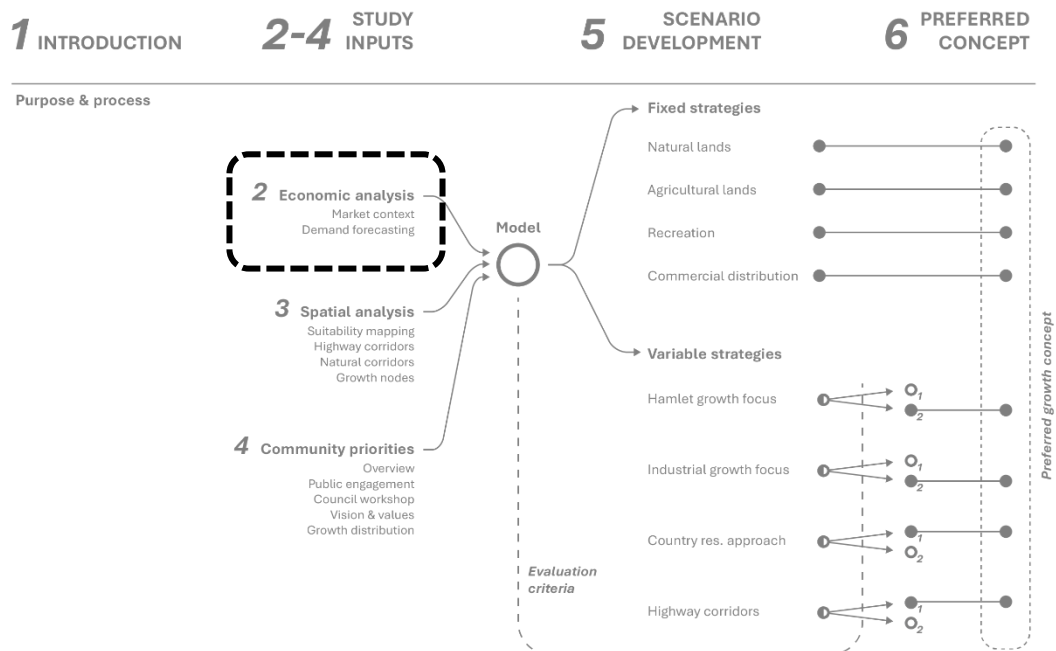 1 INTRODUCTION
2-4 STUDY
INPUTS
5 SCENARIO
DEVELOPMENT
6 PREFERRED
CONCEPT
Purpose & process
2 Economic analysis
Market context
Demand forecasting
3 Spatial analysis
Suitability mapping
Highway corridors
Natural corridors
Growth nodes
4 Community priorities
Overview
Public engagement
Council workshop
Vision & values
Growth distribution
Model
Evaluation
criteria
Fixed strategies
Natural lands
Agricultural lands
Recreation
Commercial distribution
Variable strategies
Hamlet growth focus
1
2
Industrial growth focus
1
2
Country res. approach
1
2
Highway corridors
1
2
Preferred growth concept